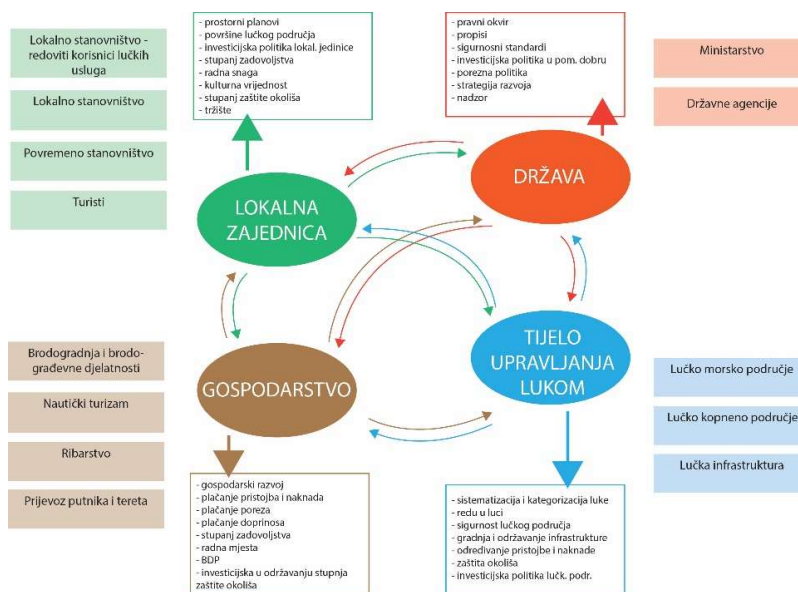 Lokalno stanovništvo -
redoviti korisnici lučkih
usluga
Lokalno stanovništvo
Povremeno stanovništvo
Turisti
- prostorni planovi
- površine lučkog područja
- investicijska politika lokal. jedinice
- stupanj zadovoljstva
- radna snaga
- kulturna vrijednost
- stupanj zaštite okoliša
- tržište
- pravni okvir
- propisi
- sigurnosni standardi
- investicijska politika u pom. dobru
- porezna politika
- strategija razvoja
- nadzor
Ministarstvo
Državne agencije
LOKALNA
ZAJEDNICA
DRŽAVA
GOSPODARSTVO
TIJELO
UPRAVLJANJA
LUKOM
Brodogradnja i brodo-
građevne djelatnosti
Nautički turizam
Ribarstvo
Prijevoz putnika i tereta
- gospodarski razvoj
- plačanje pristojba i naknada
- plačanje poreza
- plačanje doprinosa
- stupanj zadovoljstva
- radna mjesta
- BDP
- investicijska u održavanju stupnja
zaštite okoliša
- sistematizacija i kategorizacija luke
- redu u luci
- sigurnost lučkog područja
- gradnja i održavanje infrastrukture
- određivanje pristojbe i naknade
- zaštita okoliša
- investicijska politika lučk. podr.
Lučko morsko područje
Lučko kopneno područje
Lučka infrastruktura